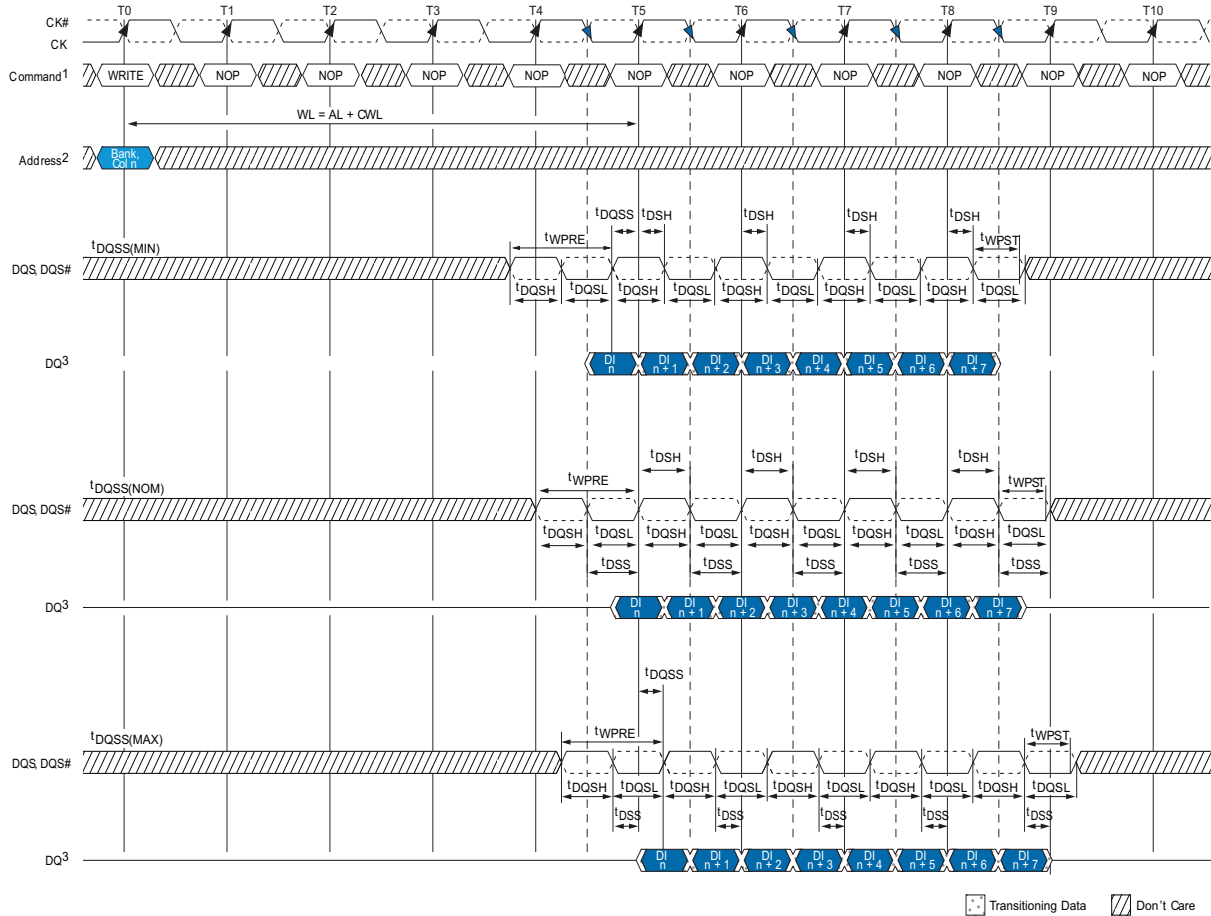 T0 T1 T2 T3 T4 T5 T6 T7 T8 T9 T10
CK#
CK
Command1 WRITE NOP NOP NOP NOP NOP NOP NOP NOP NOP NOP
WL = AL + CWL
Address2 Bank, Col n
tDQSS tDSH tDSH tDSH tDSH
tDQSS(MIN) tWPRE tWPST
DQS, DQS#
tDQSH tDQSL tDQSH tDQSL tDQSH tDQSL tDQSH tDQSL tDQSH tDQSL
DQ3 DI n DI n + 1 DI n + 2 DI n + 3 DI n + 4 DI n + 5 DI n + 6 DI n + 7
tDSH tDSH tDSH tDSH
tDQSS(NOM) tWPRE tWPST
DQS, DQS#
tDQSH tDQSL tDQSH tDQSL tDQSH tDQSL tDQSH tDQSL tDQSH tDQSL
tDSS tDSS tDSS tDSS tDSS
DQ3 DI n DI n + 1 DI n + 2 DI n + 3 DI n + 4 DI n + 5 DI n + 6 DI n + 7
tDQSS
tDQSS(MAX) tWPRE tWPST
DQS, DQS#
tDQSH tDQSL tDQSH tDQSL tDQSH tDQSL tDQSH tDQSL tDQSH tDQSL
tDSS tDSS tDSS tDSS tDSS
DQ3 DI n DI n + 1 DI n + 2 DI n + 3 DI n + 4 DI n + 5 DI n + 6 DI n + 7
Transitioning Data Don't Care